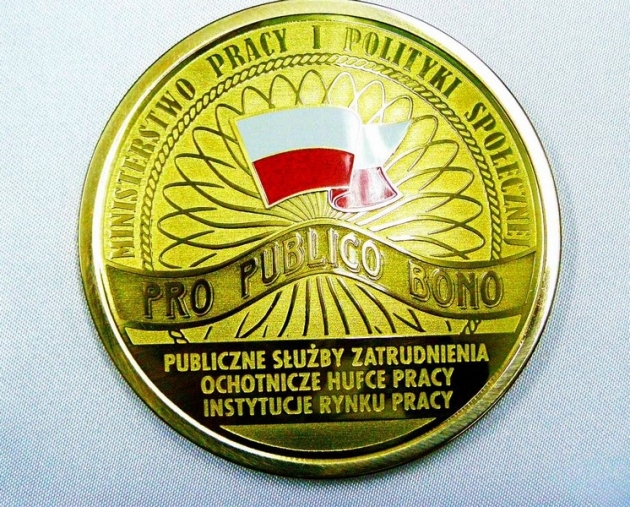 MINISTERSTWO PRACY I POLITYKI SPOŁECZNEJ
PRO PUBLICO BONO
PUBLICZNE SŁUŻBY ZATRUDNIENIA
OCHOTNICZE HUFCE PRACY
INSTYTUCJE RYNKU PRACY